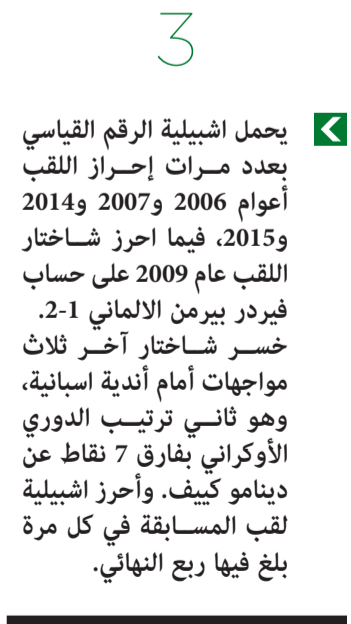 3
يحمل اشبيلية الرقم القياسي
بعدد مرات إحراز اللقب
أعوام 2006 و2007 و2014
و2015، فيما احرز شاختار
اللقب عام 2009 على حساب
فيردر بيرمن الالماني 1-2.
خسر شاختار آخر ثلاث
مواجهات أمام أندية اسبانية،
وهو ثاني ترتيب الدوري
الأوكراني بفارق 7 نقاط عن
دينامو كييف. وأحرز اشبيلية
لقب المسابقة في كل مرة
بلغ فيها ربع النهائي.